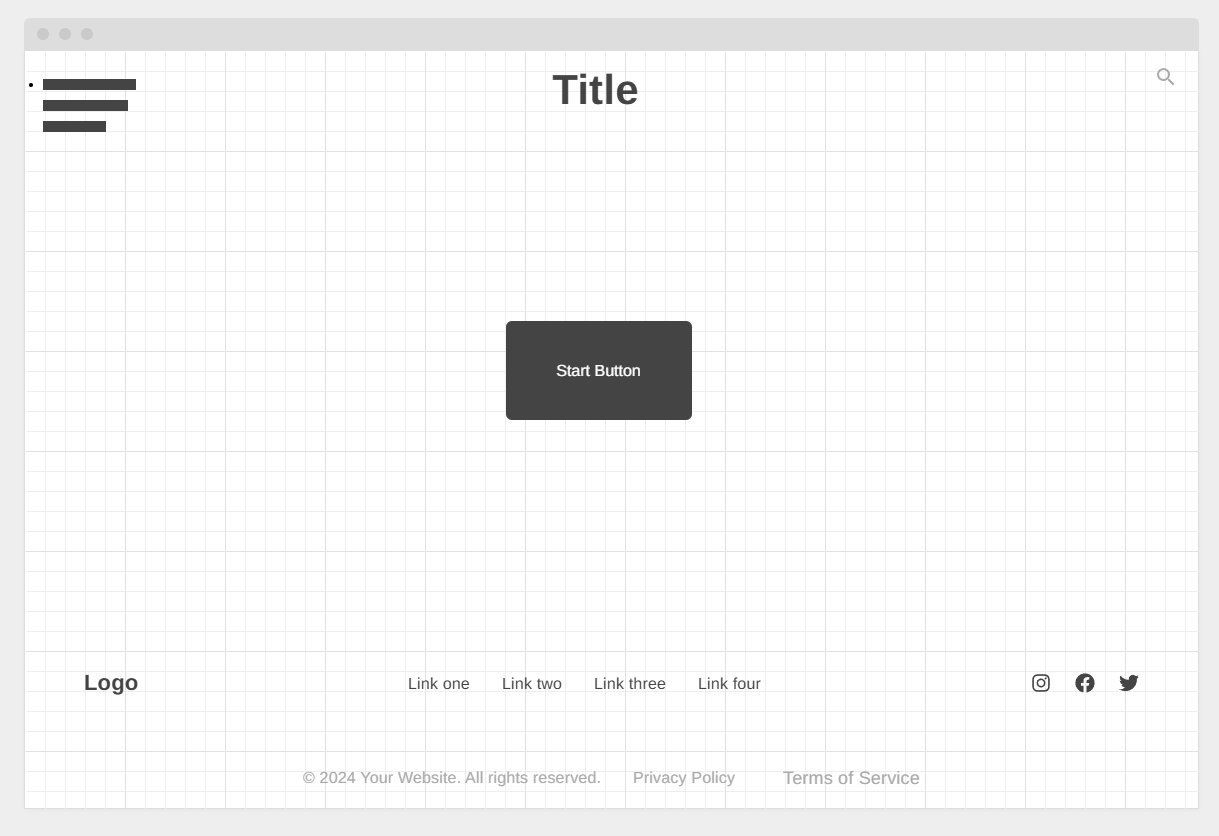 Title
Start Button
Logo
Link one
Link two
Link three
Link four
© 2024 Your Website. All rights reserved.
Privacy Policy
Terms of Service